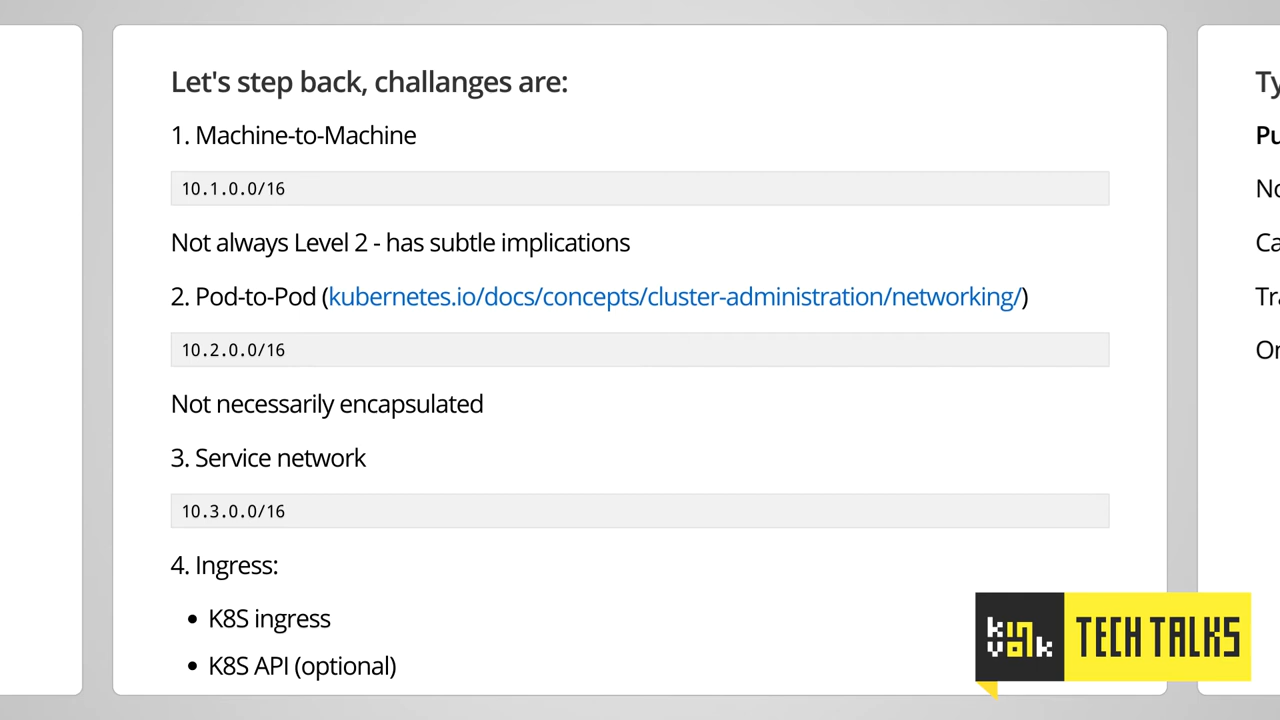 Let's step back, challanges are:
1. Machine-to-Machine
10.1.0.0/16
Not always Level 2 - has subtle implications
2. Pod-to-Pod (kubernetes.io/docs/concepts/cluster-administration/networking/)
10.2.0.0/16
Not necessarily encapsulated
3. Service network
10.3.0.0/16
4. Ingress:
• K8S ingress
• K8S API (optional)
kinvolk
TECH TALKS